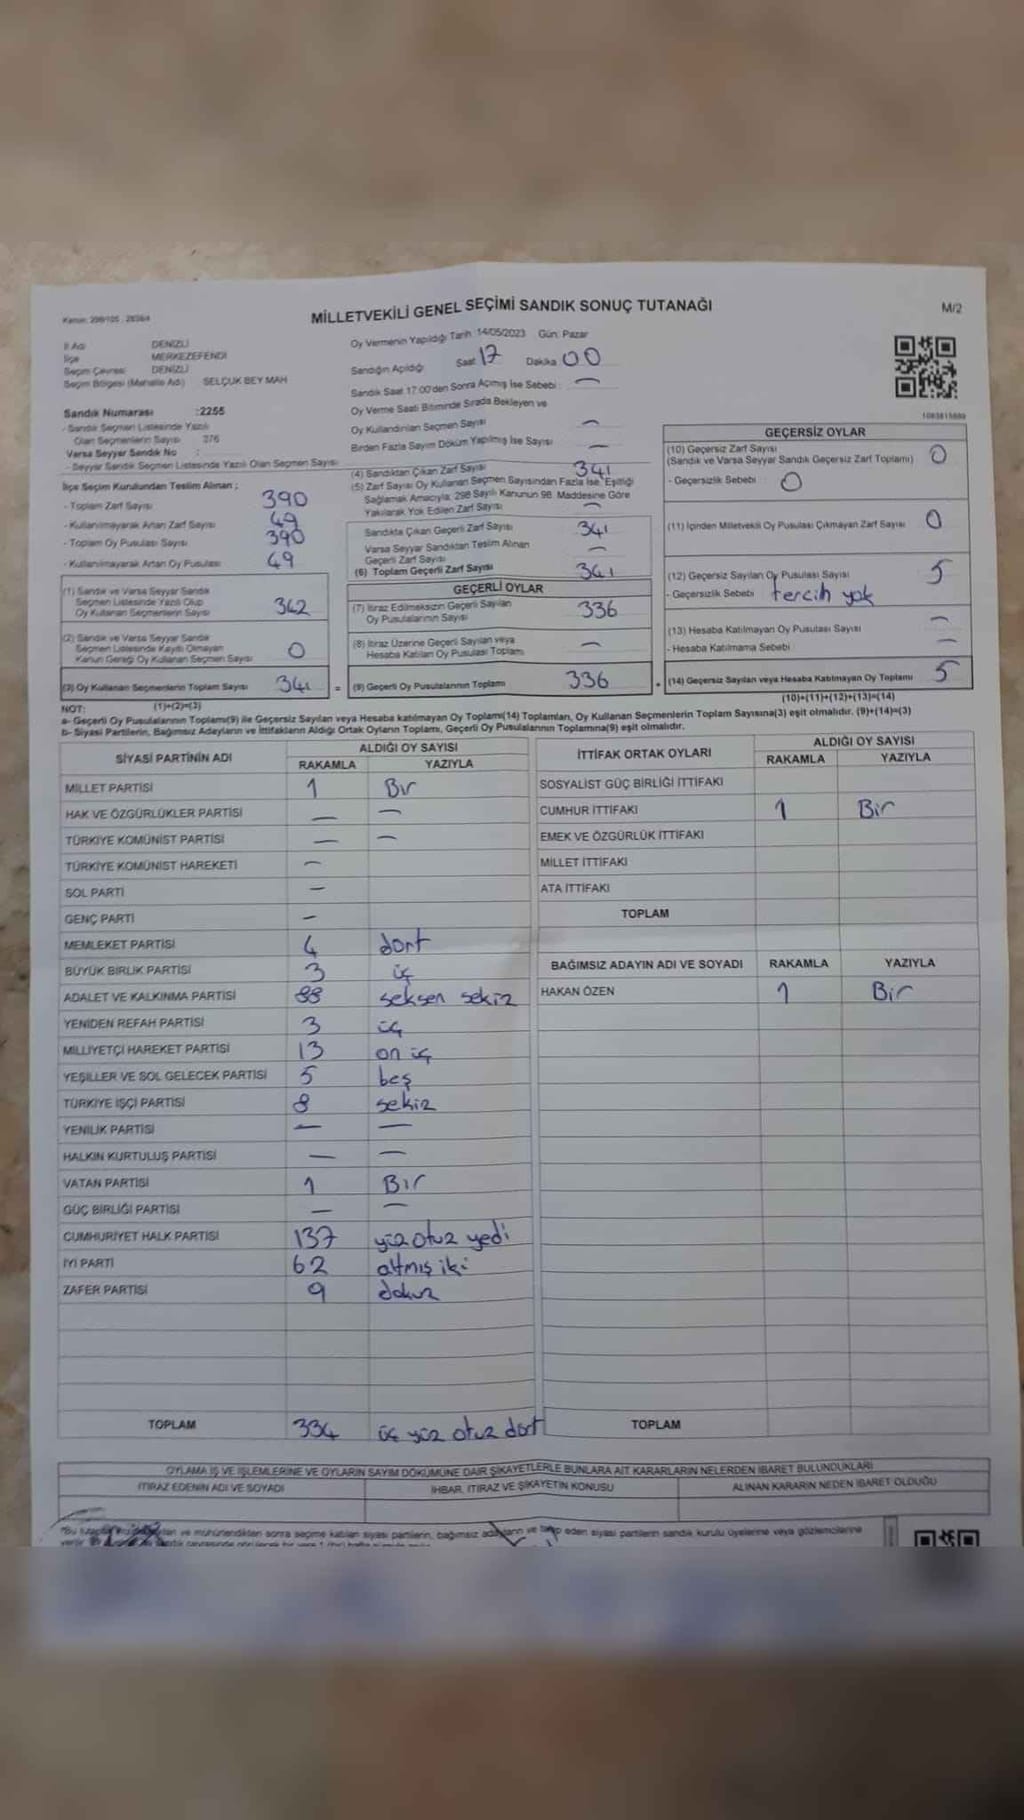 MİLLETVEKİLİ GENEL SEÇİMİ SANDIK SONUÇ TUTANAĞI
M/2
İl Adı DENİZLİ
İlçe MERKEZEFENDİ
Seçim Çevresi DENİZLİ
Seçim Bölgesi (Mahalle Adı) SELÇUK BEY MAH
Sandık Numarası :2255
- Sandık Seçmen Listesinde Yazılı
Olan Seçmenlerin Sayısı 376
Varsa Seyyar Sandık No :
- Seyyar Sandık Seçmen Listesinde Yazılı Olan Seçmen Sayısı
İlçe Seçim Kurulundan Teslim Alınan ;
- Toplam Zarf Sayısı 390
- Kullanılmayarak Artan Zarf Sayısı 49
- Toplam Oy Pusulası Sayısı 390
- Kullanılmayarak Artan Oy Pusulası 49
(1) Sandık ve Varsa Seyyar Sandık
Seçmen Listesinde Yazılı Olup
Oy Kullanan Seçmenlerin Sayısı 342
(2) Sandık ve Varsa Seyyar Sandık
Seçmen Listesinde Kayıtlı Olmayan
Kanun Gereği Oy Kullanan Seçmen Sayısı 0
(3) Oy Kullanan Seçmenlerin Toplam Sayısı 341 =
(1)+(2)=(3)
Oy Vermenin Yapıldığı Tarih: 14/05/2023 Gün: Pazar
Sandığın Açıldığı Saat 17 Dakika 00
Sandık Saat 17:00'den Sonra Açımış İse Sebebi : —
Oy Verme Saati Bitiminde Sırada Bekleyen ve
Oy Kullandırılan Seçmen Sayısı —
Birden Fazla Sayım Döküm Yapılmış İse Sayısı —
(4) Sandıktan Çıkan Zarf Sayısı 341
(5) Zarf Sayısı Oy Kullanan Seçmen Sayısından Fazla İse, Eşitliği
Sağlamak Amacıyla, 298 Sayılı Kanunun 98. Maddesine Göre
Yakılarak Yok Edilen Zarf Sayısı —
Sandıkta Çıkan Geçerli Zarf Sayısı 341
Varsa Seyyar Sandıktan Teslim Alınan
Geçerli Zarf Sayısı —
(6) Toplam Geçerli Zarf Sayısı 341
GEÇERLİ OYLAR
(7) İtiraz Edilmeksizin Geçerli Sayılan
Oy Pusulalarının Sayısı 336
(8) İtiraz Üzerine Geçerli Sayılan veya
Hesaba Katılan Oy Pusulası Toplamı —
(9) Geçerli Oy Pusulalarının Toplamı 336 +
1083815889
GEÇERSİZ OYLAR
(10) Geçersiz Zarf Sayısı
(Sandık ve Varsa Seyyar Sandık Geçersiz Zarf Toplamı) 0
- Geçersizlik Sebebi : 0
(11) İçinden Milletvekili Oy Pusulası Çıkmayan Zarf Sayısı 0
(12) Geçersiz Sayılan Oy Pusulası Sayısı 5
- Geçersizlik Sebebi tercih yok
(13) Hesaba Katılmayan Oy Pusulası Sayısı —
- Hesaba Katılmama Sebebi —
(14) Geçersiz Sayılan veya Hesaba Katılmayan Oy Toplamı 5
(10)+(11)+(12)+(13)=(14)
NOT:
a- Geçerli Oy Pusulalarının Toplamı(9) ile Geçersiz Sayılan veya Hesaba katılmayan Oy Toplamı(14) Toplamları, Oy Kullanan Seçmenlerin Toplam Sayısına(3) eşit olmalıdır. (9)+(14)=(3)
b- Siyasi Partilerin, Bağımsız Adayların ve İttifakların Aldığı Ortak Oyların Toplamı, Geçerli Oy Pusulalarının Toplamına(9) eşit olmalıdır.
SİYASİ PARTİNİN ADI ALDIĞI OY SAYISI
RAKAMLA YAZIYLA
MİLLET PARTİSİ 1 Bir
HAK VE ÖZGÜRLÜKLER PARTİSİ — —
TÜRKİYE KOMÜNİST PARTİSİ — —
TÜRKİYE KOMÜNİST HAREKETİ —
SOL PARTİ —
GENÇ PARTİ —
MEMLEKET PARTİSİ 4 dört
BÜYÜK BİRLİK PARTİSİ 3 üç
ADALET VE KALKINMA PARTİSİ 88 seksen sekiz
YENİDEN REFAH PARTİSİ 3 üç
MİLLİYETÇİ HAREKET PARTİSİ 13 on üç
YEŞİLLER VE SOL GELECEK PARTİSİ 5 beş
TÜRKİYE İŞÇİ PARTİSİ 8 sekiz
YENİLİK PARTİSİ — —
HALKIN KURTULUŞ PARTİSİ — —
VATAN PARTİSİ 1 Bir
GÜÇ BİRLİĞİ PARTİSİ — —
CUMHURİYET HALK PARTİSİ 137 yüz otuz yedi
İYİ PARTİ 62 altmış iki
ZAFER PARTİSİ 9 dokuz
TOPLAM 334 üç yüz otuz dört
İTTİFAK ORTAK OYLARI ALDIĞI OY SAYISI
RAKAMLA YAZIYLA
SOSYALİST GÜÇ BİRLİĞİ İTTİFAKI
CUMHUR İTTİFAKI 1 Bir
EMEK VE ÖZGÜRLÜK İTTİFAKI
MİLLET İTTİFAKI
ATA İTTİFAKI
TOPLAM
BAĞIMSIZ ADAYIN ADI VE SOYADI RAKAMLA YAZIYLA
HAKAN ÖZEN 1 Bir
TOPLAM
OYLAMA İŞ VE İŞLEMLERİNE VE OYLARIN SAYIM DÖKÜMÜNE DAİR ŞİKAYETLERLE BUNLARA AİT KARARLARIN NELERDEN İBARET BULUNDUKLARI
İTİRAZ EDENİN ADI VE SOYADI İHBAR, İTİRAZ VE ŞİKAYETİN KONUSU ALINAN KARARIN NEDEN İBARET OLDUĞU
ve mühürlendikten sonra seçime katılan siyasi partilerin, bağımsız adayların ve talep eden siyasi partilerin sandık kurulu üyelerine veya gözlemcilerine